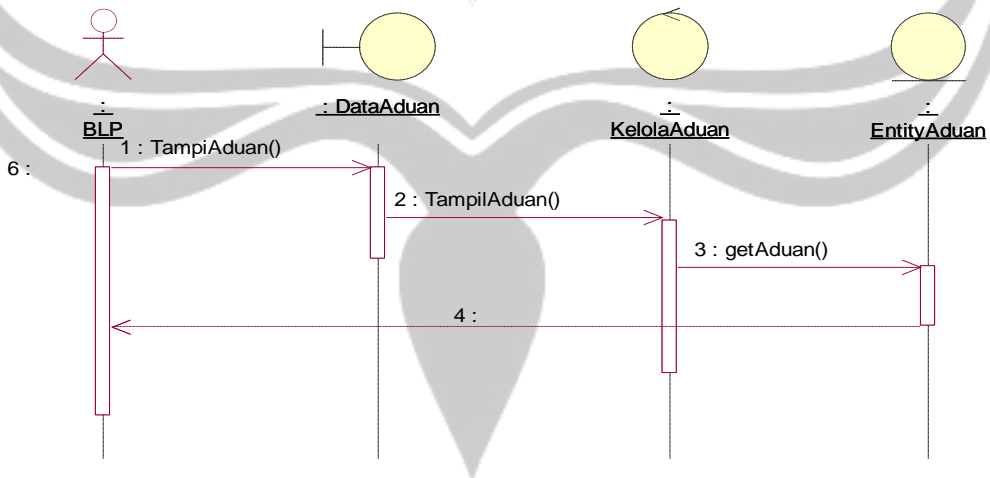 :
BLP
: DataAduan
:
KelolaAduan
:
EntityAduan
1 : TampiAduan()
6 :
2 : TampilAduan()
3 : getAduan()
4 :